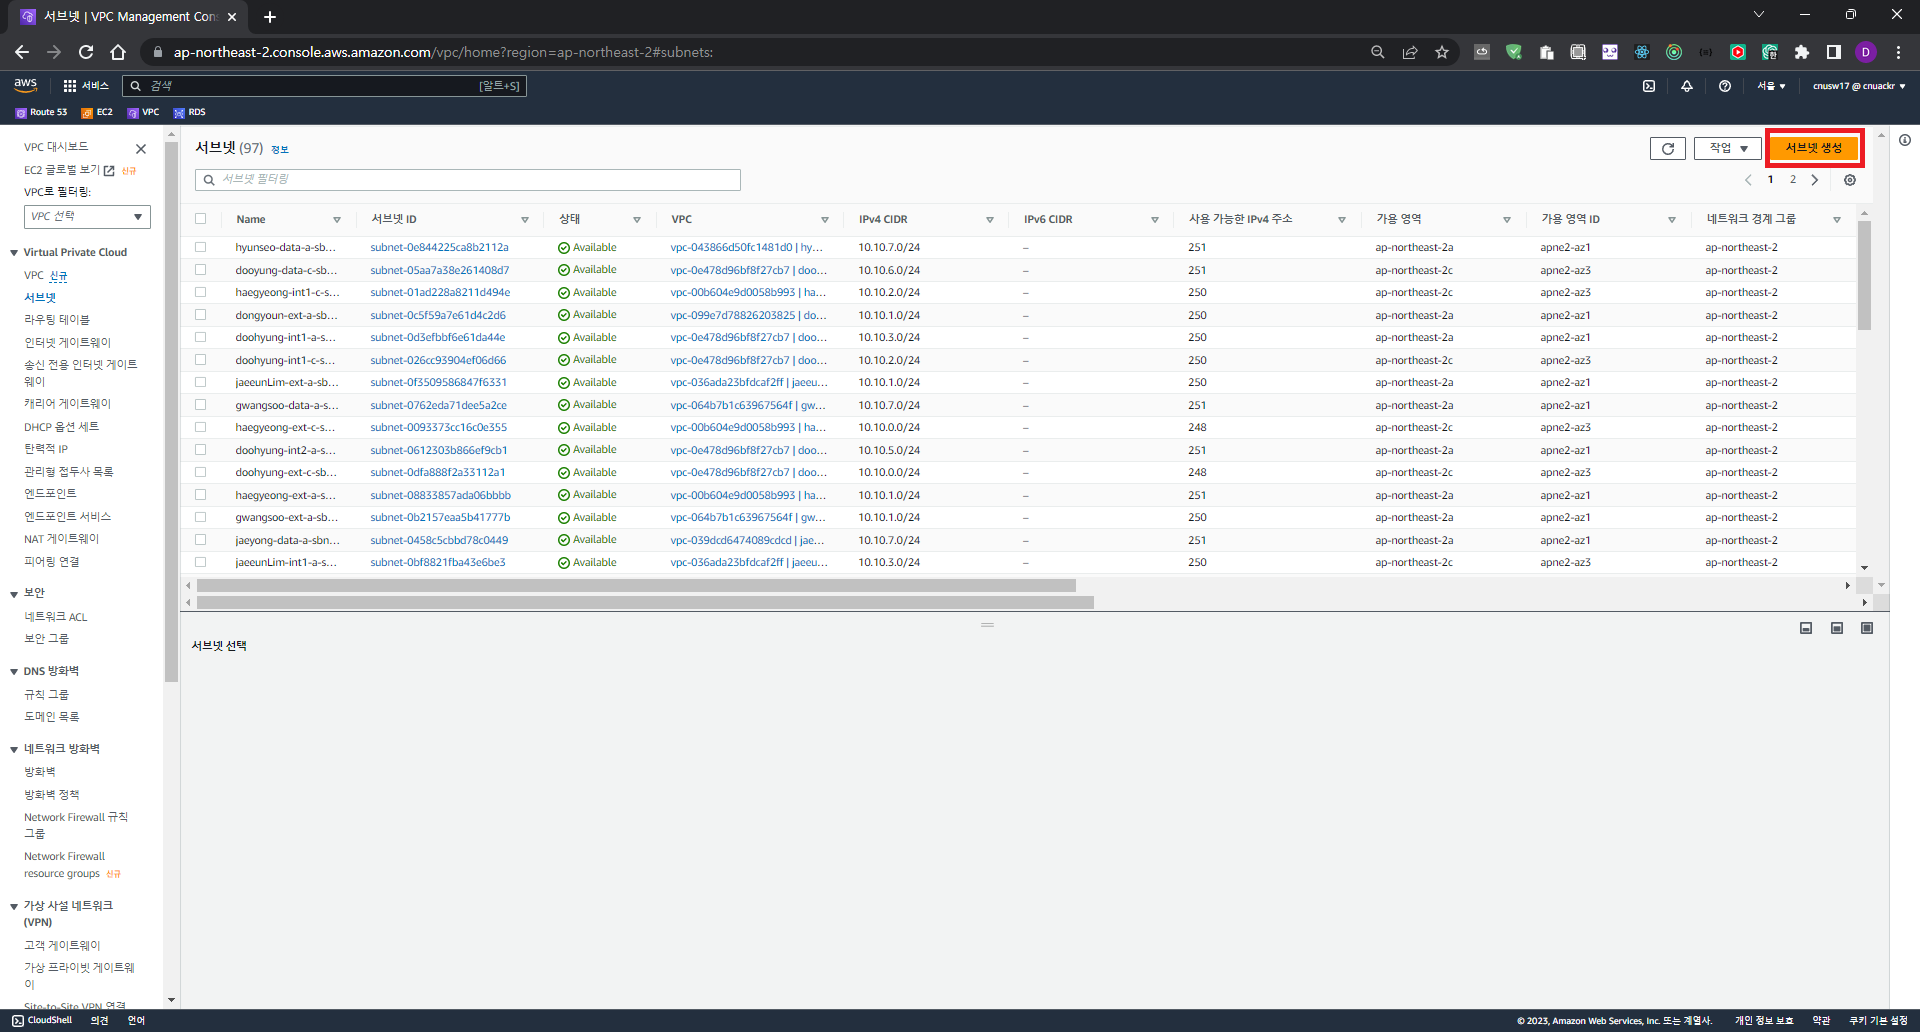 서브넷 | VPC Management Con
ap-northeast-2.console.aws.amazon.com/vpc/home?region=ap-northeast-2#subnets:
D
aws
서비스
검색
[알트+S]
서울
cnusw17 @ cnuackr
Route 53
EC2
VPC
RDS
VPC 대시보드
EC2 글로벌 보기 신규
VPC로 필터링:
VPC 선택
Virtual Private Cloud
VPC 신규
서브넷
라우팅 테이블
인터넷 게이트웨이
송신 전용 인터넷 게이트
웨이
캐리어 게이트웨이
DHCP 옵션 세트
탄력적 IP
관리형 접두사 목록
엔드포인트
엔드포인트 서비스
NAT 게이트웨이
피어링 연결
보안
네트워크 ACL
보안 그룹
DNS 방화벽
규칙 그룹
도메인 목록
네트워크 방화벽
방화벽
방화벽 정책
Network Firewall 규칙
그룹
Network Firewall
resource groups 신규
가상 사설 네트워크
(VPN)
고객 게이트웨이
가상 프라이빗 게이트웨
이
Site-to-Site VPN 연결
서브넷 (97) 정보
작업
서브넷 생성
서브넷 필터링
1 2
Name 서브넷 ID 상태 VPC IPv4 CIDR IPv6 CIDR 사용 가능한 IPv4 주소 가용 영역 가용 영역 ID 네트워크 경계 그룹
hyunseo-data-a-sb... subnet-0e844225ca8b2112a Available vpc-043866d50fc1481d0 | hy... 10.10.7.0/24 – 251 ap-northeast-2a apne2-az1 ap-northeast-2
dooyung-data-c-sb... subnet-05aa7a38e261408d7 Available vpc-0e478d96bf8f27cb7 | doo... 10.10.6.0/24 – 251 ap-northeast-2c apne2-az3 ap-northeast-2
haegyeong-int1-c-s... subnet-01ad228a8211d494e Available vpc-00b604e9d0058b993 | ha... 10.10.2.0/24 – 250 ap-northeast-2c apne2-az3 ap-northeast-2
dongyoun-ext-a-sb... subnet-0c5f59a7e61d4c2d6 Available vpc-099e7d78826203825 | do... 10.10.1.0/24 – 250 ap-northeast-2a apne2-az1 ap-northeast-2
doohyung-int1-a-s... subnet-0d3efbbf6e61da44e Available vpc-0e478d96bf8f27cb7 | doo... 10.10.3.0/24 – 250 ap-northeast-2a apne2-az1 ap-northeast-2
doohyung-int1-c-s... subnet-026cc93904ef06d66 Available vpc-0e478d96bf8f27cb7 | doo... 10.10.2.0/24 – 250 ap-northeast-2c apne2-az3 ap-northeast-2
jaeeunLim-ext-a-sb... subnet-0f3509586847f6331 Available vpc-036ada23bfdcaf2ff | jaeeu... 10.10.1.0/24 – 250 ap-northeast-2a apne2-az1 ap-northeast-2
gwangsoo-data-a-s... subnet-0762eda71dee5a2ce Available vpc-064b7b1c63967564f | gw... 10.10.7.0/24 – 251 ap-northeast-2a apne2-az1 ap-northeast-2
haegyeong-ext-c-s... subnet-0093373cc16c0e355 Available vpc-00b604e9d0058b993 | ha... 10.10.0.0/24 – 248 ap-northeast-2c apne2-az3 ap-northeast-2
doohyung-int2-a-s... subnet-0612303b866ef9cb1 Available vpc-0e478d96bf8f27cb7 | doo... 10.10.5.0/24 – 251 ap-northeast-2a apne2-az1 ap-northeast-2
doohyung-ext-c-sb... subnet-0dfa888f2a33112a1 Available vpc-0e478d96bf8f27cb7 | doo... 10.10.0.0/24 – 248 ap-northeast-2c apne2-az3 ap-northeast-2
haegyeong-ext-a-s... subnet-08833857ada06bbbb Available vpc-00b604e9d0058b993 | ha... 10.10.1.0/24 – 251 ap-northeast-2a apne2-az1 ap-northeast-2
gwangsoo-ext-a-sb... subnet-0b2157eaa5b41777b Available vpc-064b7b1c63967564f | gw... 10.10.1.0/24 – 250 ap-northeast-2a apne2-az1 ap-northeast-2
jaeyong-data-a-sbn... subnet-0458c5cbbd78c0449 Available vpc-039dcd6474089cdcd | jae... 10.10.7.0/24 – 251 ap-northeast-2a apne2-az1 ap-northeast-2
jaeeunLim-int1-a-s... subnet-0bf8821fba43e6be3 Available vpc-036ada23bfdcaf2ff | jaeeu... 10.10.3.0/24 – 250 ap-northeast-2c apne2-az3 ap-northeast-2
서브넷 선택
CloudShell 의견 언어
© 2023, Amazon Web Services, Inc. 또는 계열사. 개인 정보 보호 약관 쿠키 기본 설정